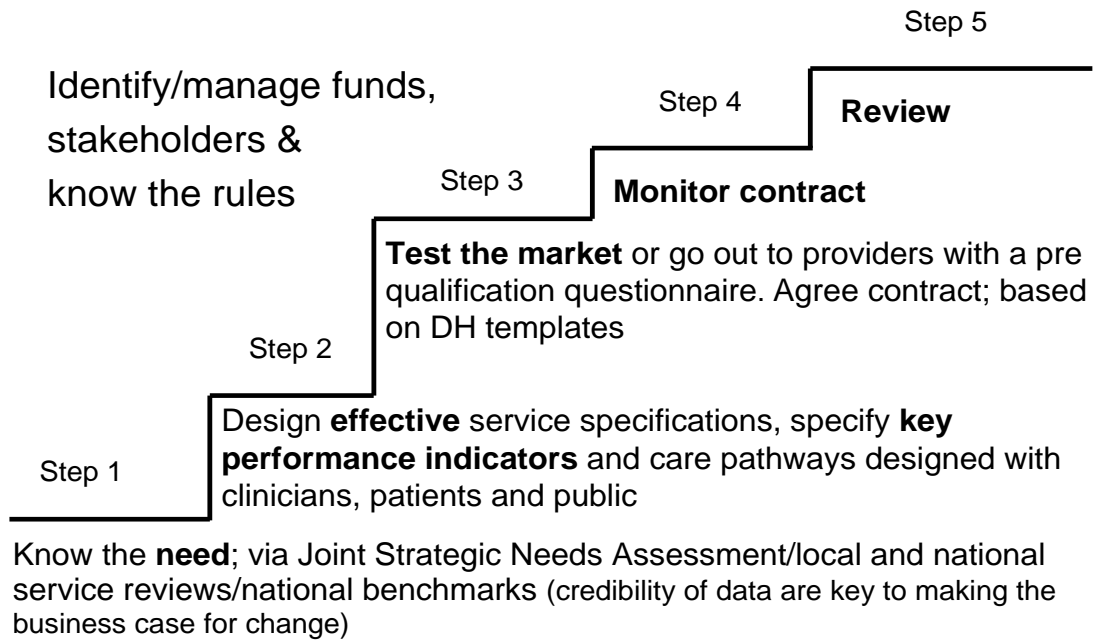 Step 5
Identify/manage funds,
stakeholders &
know the rules
Step 4
Review
Step 3
Monitor contract
Test the market or go out to providers with a pre
qualification questionnaire. Agree contract; based
on DH templates
Step 2
Design effective service specifications, specify key
performance indicators and care pathways designed with
clinicians, patients and public
Step 1
Know the need; via Joint Strategic Needs Assessment/local and national
service reviews/national benchmarks (credibility of data are key to making the
business case for change)